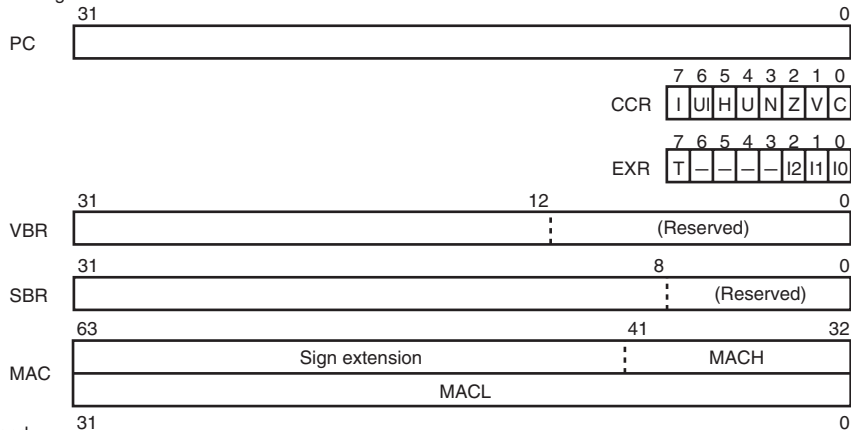 31 0
PC
7 6 5 4 3 2 1 0
CCR I UI H U N Z V C
7 6 5 4 3 2 1 0
EXR T — — — — I2 I1 I0
31 12 0
VBR (Reserved)
31 8 0
SBR (Reserved)
63 41 32
MAC Sign extension MACH
MACL
31 0